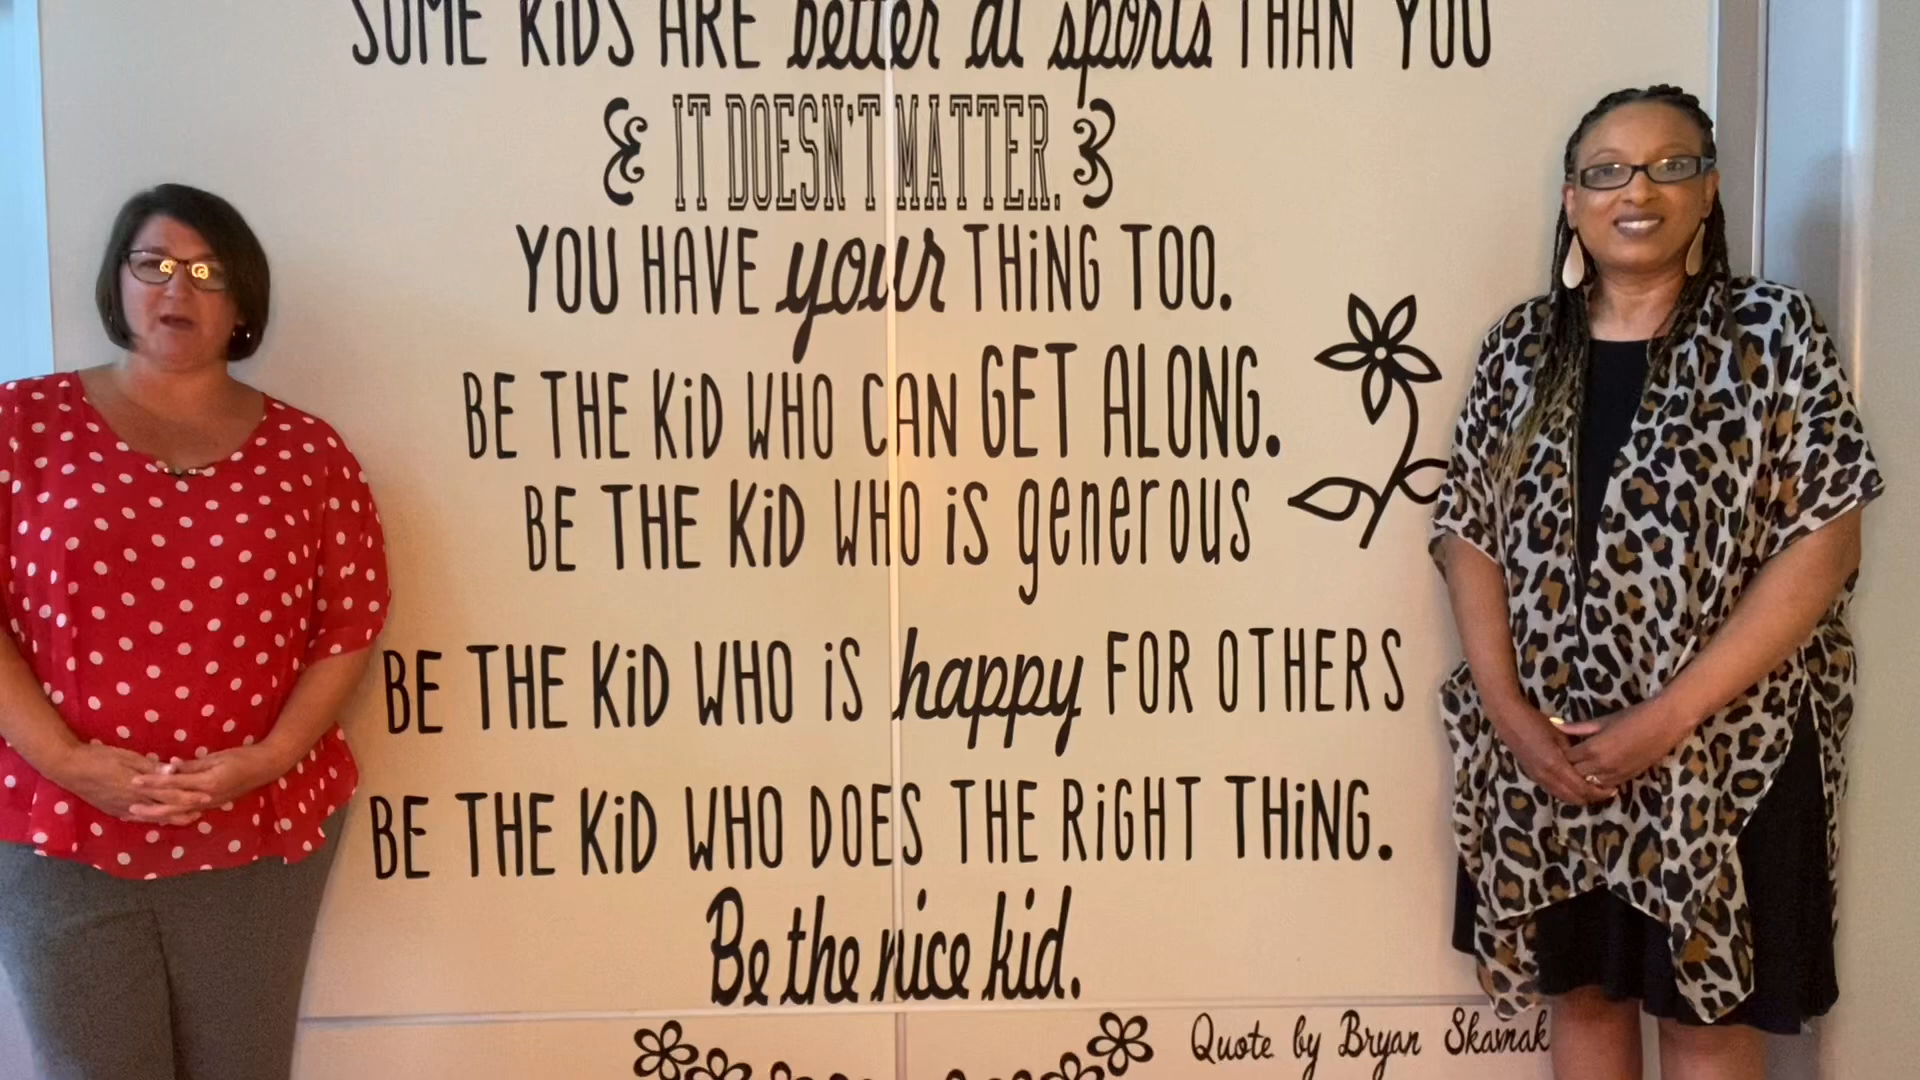 SOME KiDS ARE better at sports THAN YOU
IT DOESN'T MATTER.
YOU HAVE your THiNG TOO.
BE THE KiD WHO CAN GET ALONG.
BE THE KiD WHO iS generous
BE THE KiD WHO iS happy FOR OTHERS
BE THE KiD WHO DOES THE RiGHT THiNG.
Be the nice kid.
Quote by Bryan Skavnak